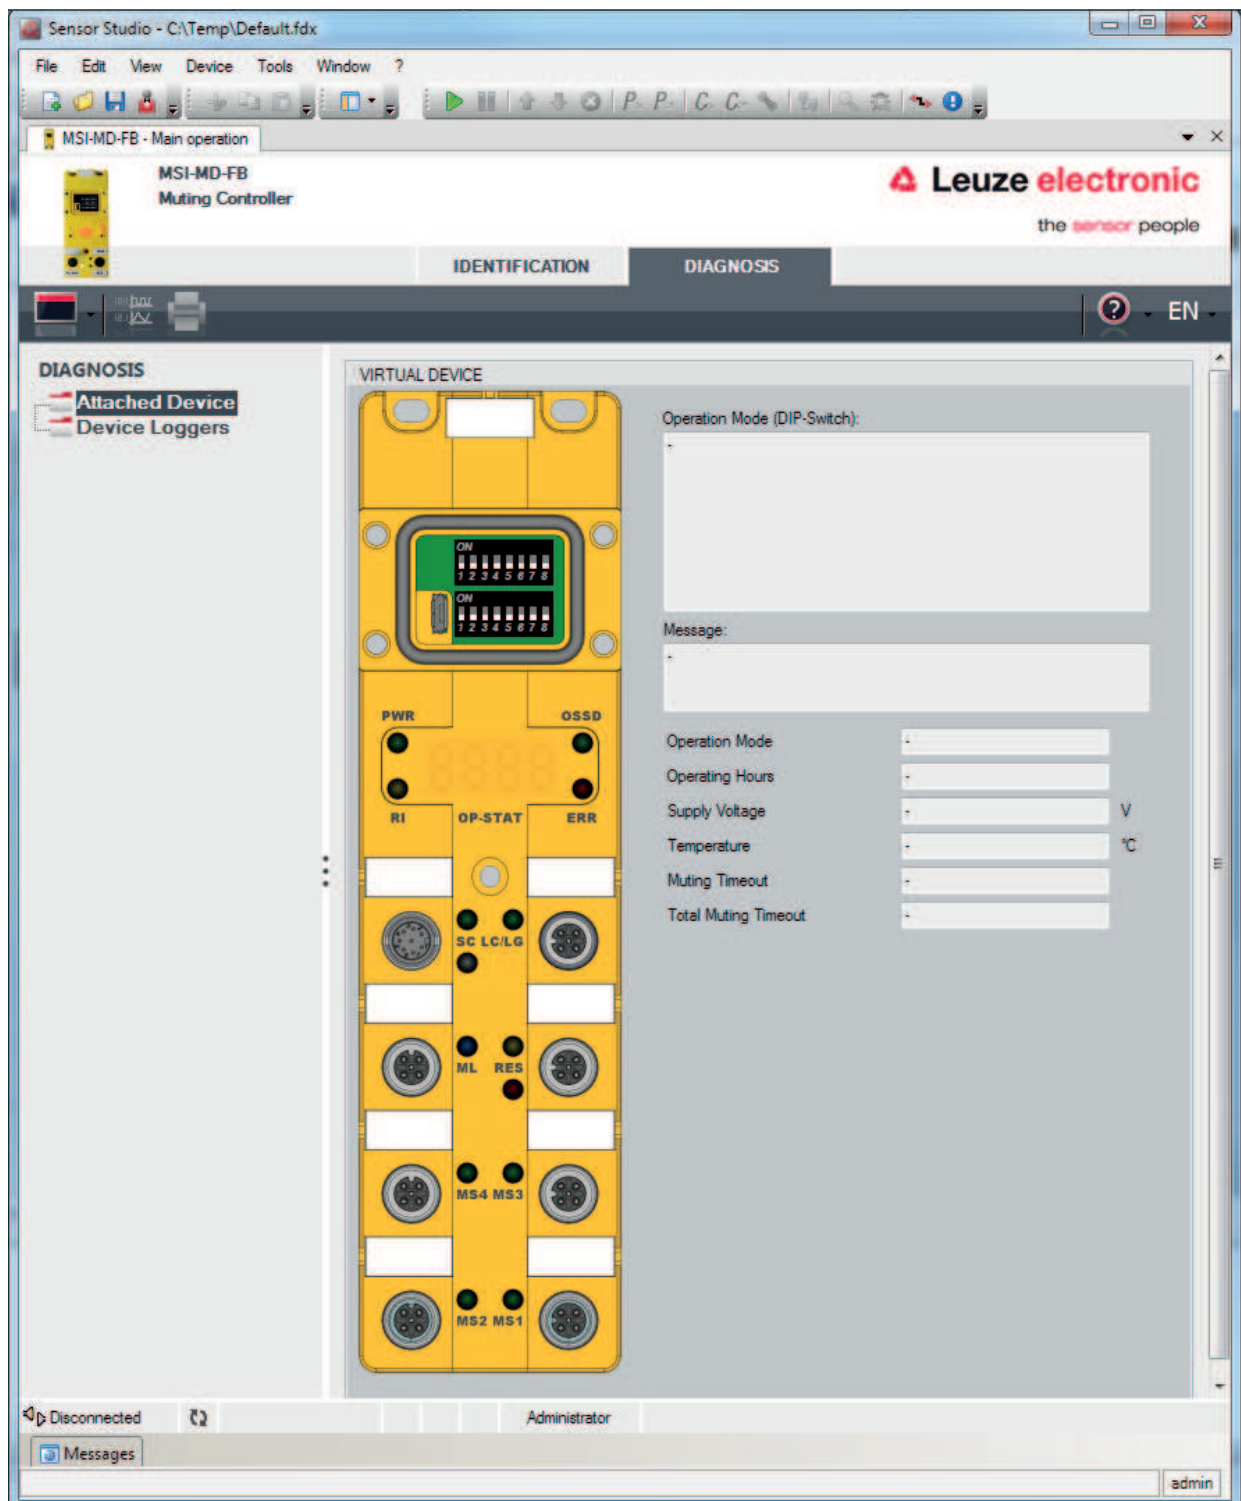 Sensor Studio - C:\Temp\Default.fdx
File Edit View Device Tools Window ?
P P C C
MSI-MD-FB - Main operation
MSI-MD-FB
Muting Controller
Leuze electronic
the sensor people
IDENTIFICATION DIAGNOSIS
? EN
DIAGNOSIS
Attached Device
Device Loggers
VIRTUAL DEVICE
Operation Mode (DIP-Switch):
-
ON
1 2 3 4 5 6 7 8
ON
1 2 3 4 5 6 7 8
Message:
-
PWR OSSD
8888
RI OP-STAT ERR
Operation Mode -
Operating Hours -
Supply Voltage - V
Temperature - °C
Muting Timeout -
Total Muting Timeout -
SC LC/LG
ML RES
MS4 MS3
MS2 MS1
Disconnected Administrator
Messages
admin